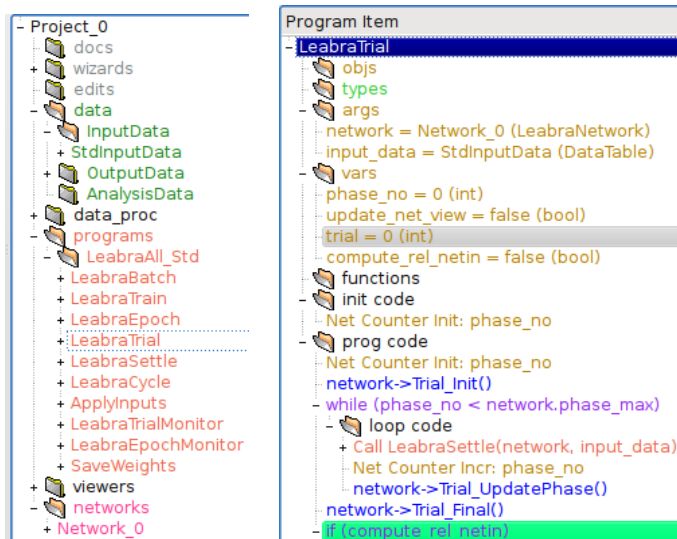 Project_0
docs
wizards
edits
data
InputData
StdInputData
OutputData
AnalysisData
data_proc
programs
LeabraAll_Std
LeabraBatch
LeabraTrain
LeabraEpoch
LeabraTrial
LeabraSettle
LeabraCycle
ApplyInputs
LeabraTrialMonitor
LeabraEpochMonitor
SaveWeights
viewers
networks
Network_0
Program Item
LeabraTrial
objs
types
args
network = Network_0 (LeabraNetwork)
input_data = StdInputData (DataTable)
vars
phase_no = 0 (int)
update_net_view = false (bool)
trial = 0 (int)
compute_rel_netin = false (bool)
functions
init code
Net Counter Init: phase_no
prog code
Net Counter Init: phase_no
network->Trial_Init()
while (phase_no < network.phase_max)
loop code
Call LeabraSettle(network, input_data)
Net Counter Incr: phase_no
network->Trial_UpdatePhase()
network->Trial_Final()
if (compute_rel_netin)